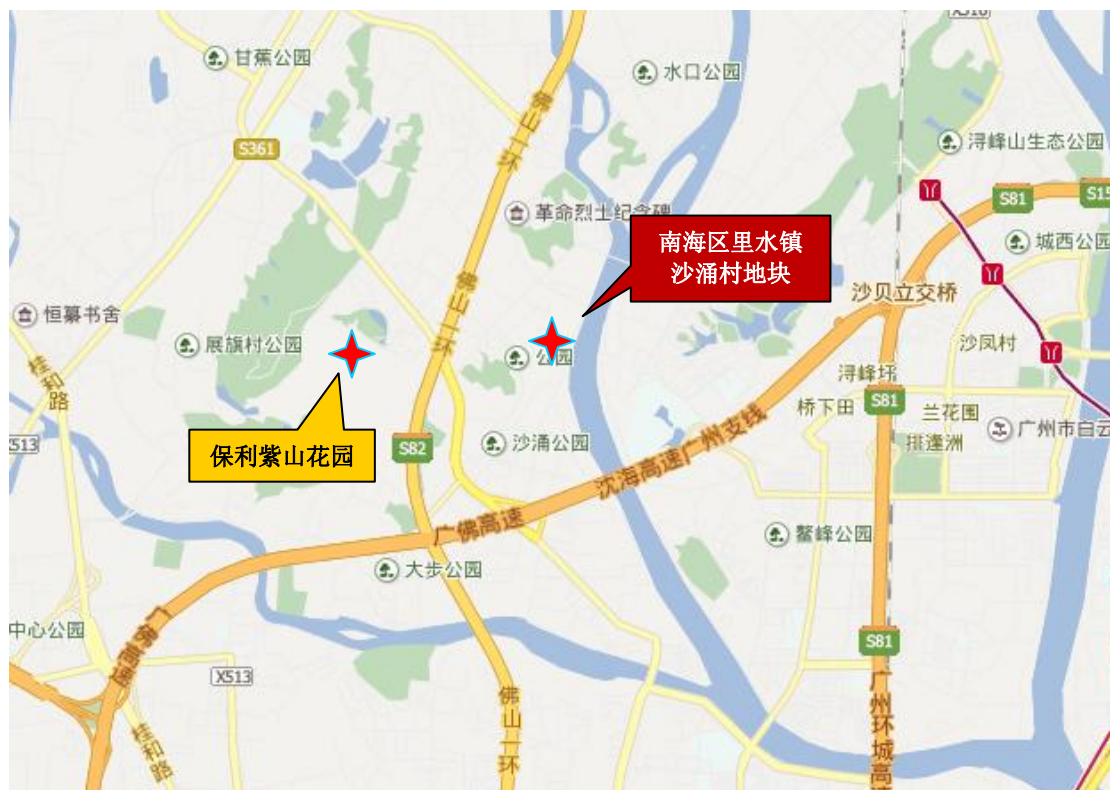 X518
甘蕉公园
水口公园
佛山一环
S361
浔峰山生态公园
S81
S15
革命烈士纪念碑
南海区里水镇
沙涌村地块
城西公园
佛山一环
沙贝立交桥
恒纂书舍
展旗村公园
公园
沙凤村
桂和路
浔峰圩
桥下田
S81
兰花围
X513
保利紫山花园
S82
沙涌公园
排逢洲
广州市白云
沈海高速广州支线
广佛高速
鳌峰公园
大步公园
中心公园
广佛高速
S81
X513
佛山一环
广州环城高速
桂和路